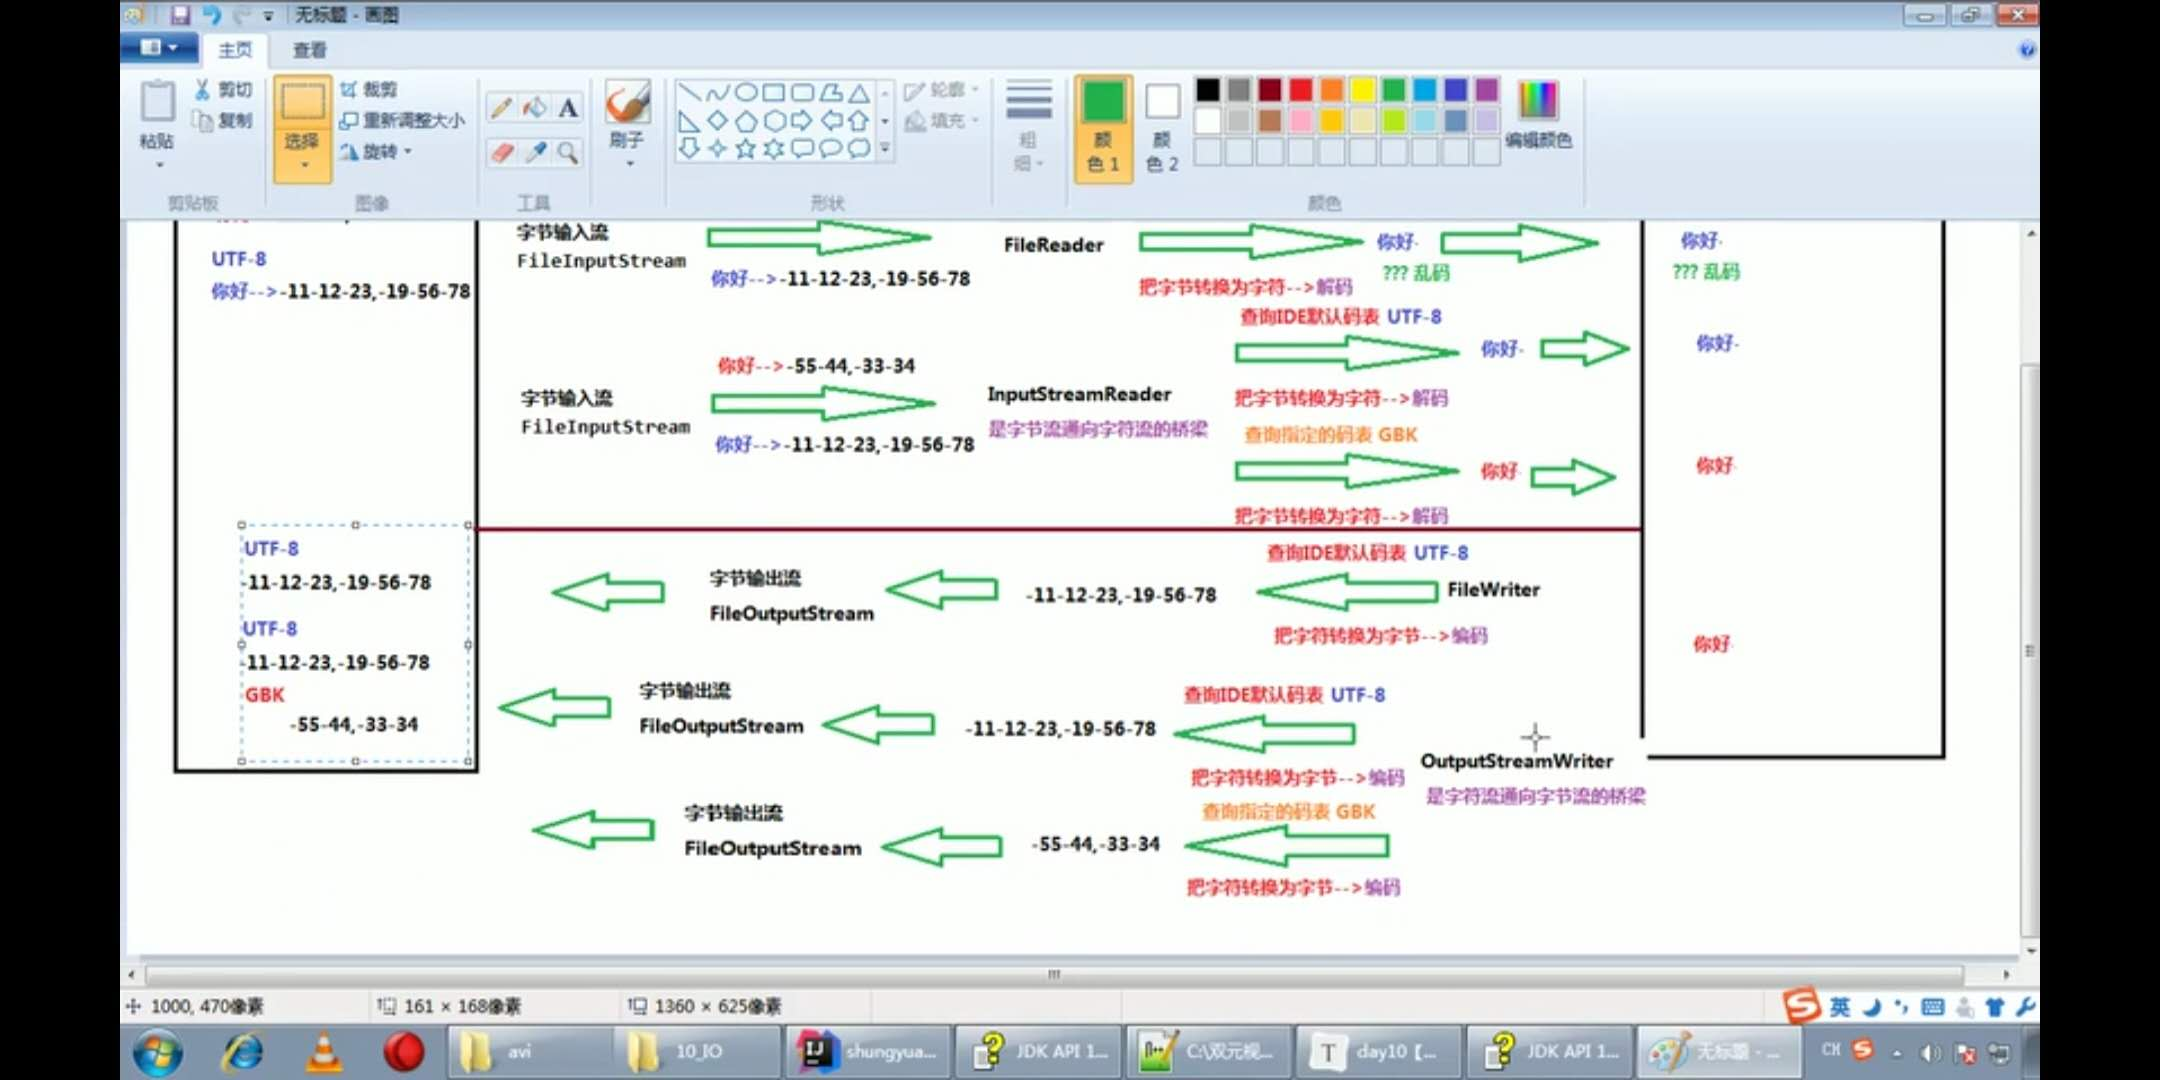 无标题 - 画图
主页
查看
粘贴
剪切
复制
选择
裁剪
重新调整大小
旋转
A
刷子
轮廓
填充
粗细
颜色 1
颜色 2
编辑颜色
剪贴板
图像
工具
形状
颜色
UTF-8
你好-->-11-12-23,-19-56-78
字节输入流
FileInputStream
你好-->-11-12-23,-19-56-78
FileReader
把字节转换为字符-->解码
你好
??? 乱码
你好
??? 乱码
字节输入流
FileInputStream
你好-->-55-44,-33-34
你好-->-11-12-23,-19-56-78
InputStreamReader
是字节流通向字符流的桥梁
查询IDE默认码表 UTF-8
你好
你好
把字节转换为字符-->解码
查询指定的码表 GBK
你好
你好
把字节转换为字符-->解码
UTF-8
-11-12-23,-19-56-78
UTF-8
-11-12-23,-19-56-78
GBK
-55-44,-33-34
字节输出流
FileOutputStream
-11-12-23,-19-56-78
查询IDE默认码表 UTF-8
FileWriter
把字符转换为字节-->编码
你好
字节输出流
FileOutputStream
-11-12-23,-19-56-78
查询IDE默认码表 UTF-8
把字符转换为字节-->编码
OutputStreamWriter
是字符流通向字节流的桥梁
字节输出流
FileOutputStream
-55-44,-33-34
查询指定的码表 GBK
把字符转换为字节-->编码
1000, 470像素
161 × 168像素
1360 × 625像素
英
avi
10_IO
shungyua...
JDK API 1...
C:\双元视...
day10【...
JDK API 1...
无标题 - ...
CH